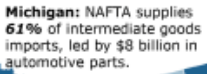 Michigan: NAFTA supplies
61% of intermediate goods
imports, led by $8 billion in
automotive parts.